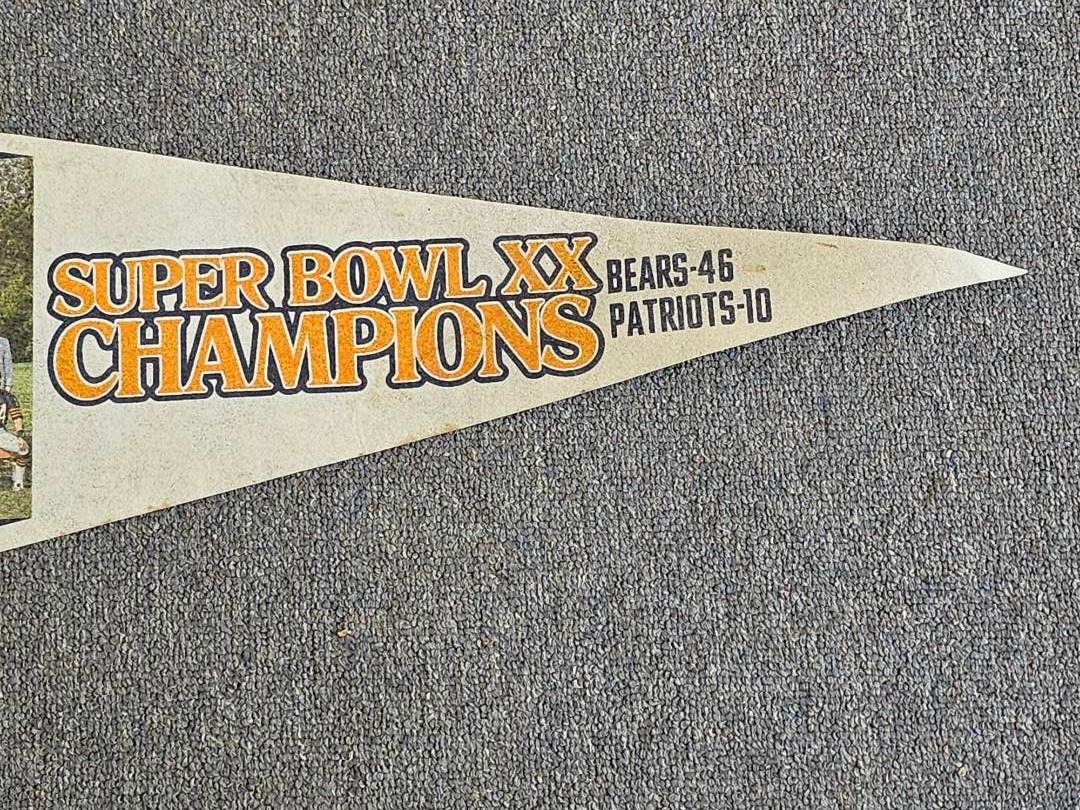 SUPER BOWL XX
CHAMPIONS
BEARS-46
PATRIOTS-10